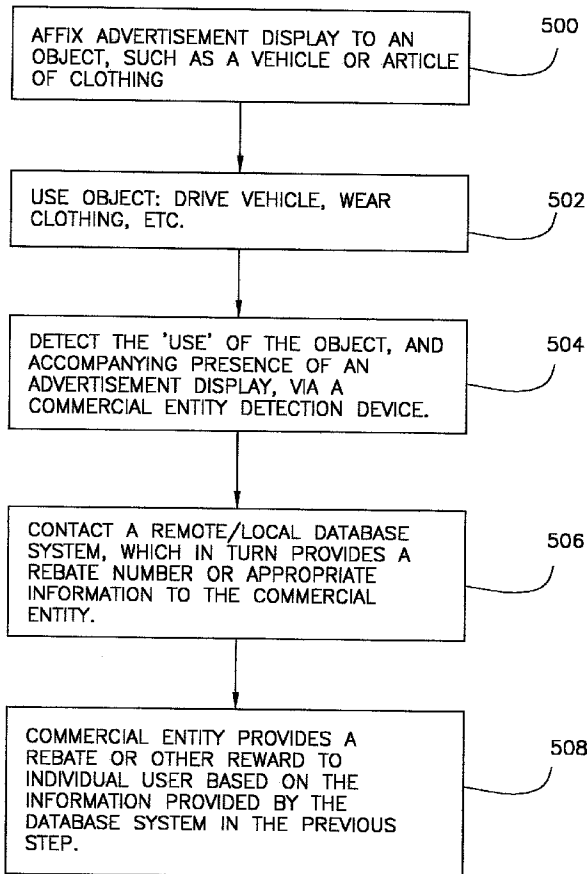 AFFIX ADVERTISEMENT DISPLAY TO AN
OBJECT, SUCH AS A VEHICLE OR ARTICLE
OF CLOTHING
500
USE OBJECT: DRIVE VEHICLE, WEAR
CLOTHING, ETC.
502
DETECT THE 'USE' OF THE OBJECT, AND
ACCOMPANYING PRESENCE OF AN
ADVERTISEMENT DISPLAY, VIA A
COMMERCIAL ENTITY DETECTION DEVICE.
504
CONTACT A REMOTE/LOCAL DATABASE
SYSTEM, WHICH IN TURN PROVIDES A
REBATE NUMBER OR APPROPRIATE
INFORMATION TO THE COMMERCIAL
ENTITY.
506
COMMERCIAL ENTITY PROVIDES A
REBATE OR OTHER REWARD TO
INDIVIDUAL USER BASED ON THE
INFORMATION PROVIDED BY THE
DATABASE SYSTEM IN THE PREVIOUS
STEP.
508